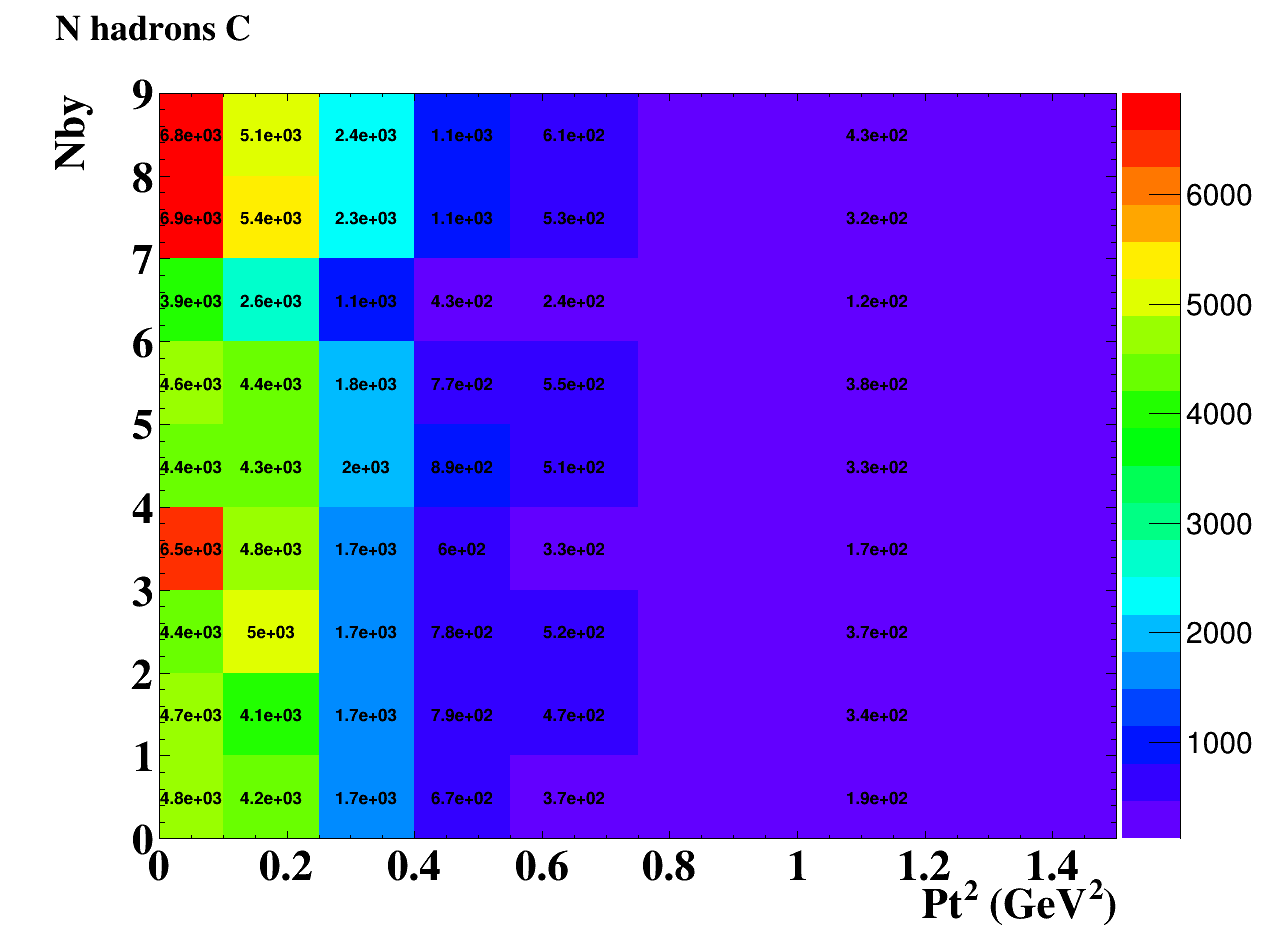 N hadrons C
Nby
9
8
7
6
5
4
3
2
1
0
6.8e+03 5.1e+03 2.4e+03 1.1e+03 6.1e+02 4.3e+02
6.9e+03 5.4e+03 2.3e+03 1.1e+03 5.3e+02 3.2e+02
3.9e+03 2.6e+03 1.1e+03 4.3e+02 2.4e+02 1.2e+02
4.6e+03 4.4e+03 1.8e+03 7.7e+02 5.5e+02 3.8e+02
4.4e+03 4.3e+03 2e+03 8.9e+02 5.1e+02 3.3e+02
6.5e+03 4.8e+03 1.7e+03 6e+02 3.3e+02 1.7e+02
4.4e+03 5e+03 1.7e+03 7.8e+02 5.2e+02 3.7e+02
4.7e+03 4.1e+03 1.7e+03 7.9e+02 4.7e+02 3.4e+02
4.8e+03 4.2e+03 1.7e+03 6.7e+02 3.7e+02 1.9e+02
6000
5000
4000
3000
2000
1000
0 0.2 0.4 0.6 0.8 1 1.2 1.4
Pt² (GeV²)